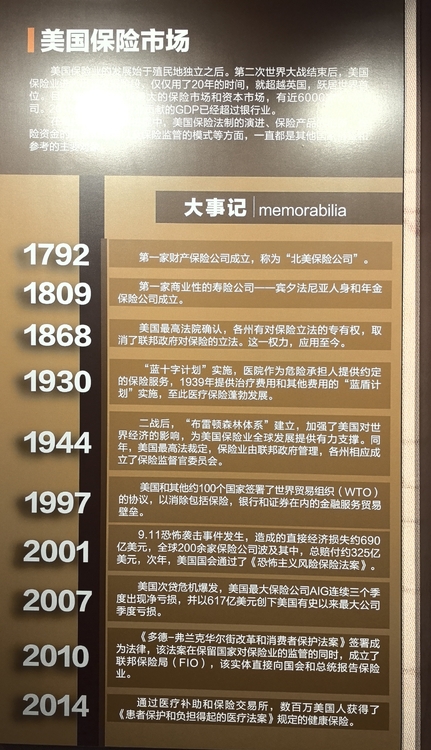 美国保险市场
美国保险业的发展始于殖民地独立之后。第二次世界大战结束后，美国
保险业 仅仅用了20年的时间，就超越英国，跃居世界首
位。 大的保险市场和资本市场，有近6000
司。2 的GDP已经超过银行业。
中，美国保险法制的演进、保险产品
险资金的 保险监管的模式等方面，一直都是其他
参考的主要
大事记 memorabilia
1792 第一家财产保险公司成立，称为“北美保险公司”。
1809 第一家商业性的寿险公司——宾夕法尼亚人身和年金
保险公司成立。
1868 美国最高法院确认，各州有对保险立法的专有权，取
消了联邦政府对保险的立法。这一权力，应用至今。
1930 “蓝十字计划”实施，医院作为危险承担人提供约定
的保险服务，1939年提供治疗费用和其他费用的“蓝盾计
划”实施，至此医疗保险蓬勃发展。
1944 二战后，“布雷顿森林体系”建立，加强了美国对世
界经济的影响，为美国保险业全球发展提供有力支撑。同
年，美国最高法裁定，保险业由联邦政府管理，各州相应成
立了保险监督官委员会。
1997 美国和其他约100个国家签署了世界贸易组织（WTO）
的协议，以消除包括保险，银行和证券在内的金融服务贸易
壁垒。
2001 9.11恐怖袭击事件发生，造成的直接经济损失约690
亿美元，全球200余家保险公司波及其中，总赔付约325亿
美元，次年，美国国会通过了《恐怖主义风险保险法案》。
2007 美国次贷危机爆发，美国最大保险公司AIG连续三个季
度出现净亏损，并以617亿美元创下美国有史以来最大公司
季度亏损。
2010 《多德-弗兰克华尔街改革和消费者保护法案》签署成
为法律，该法案在保留国家对保险业的监管的同时，成立了
联邦保险局（FIO），该实体直接向国会和总统报告保险
业。
2014 通过医疗补助和保险交易所，数百万美国人获得了
《患者保护和负担得起的医疗法案》规定的健康保险。